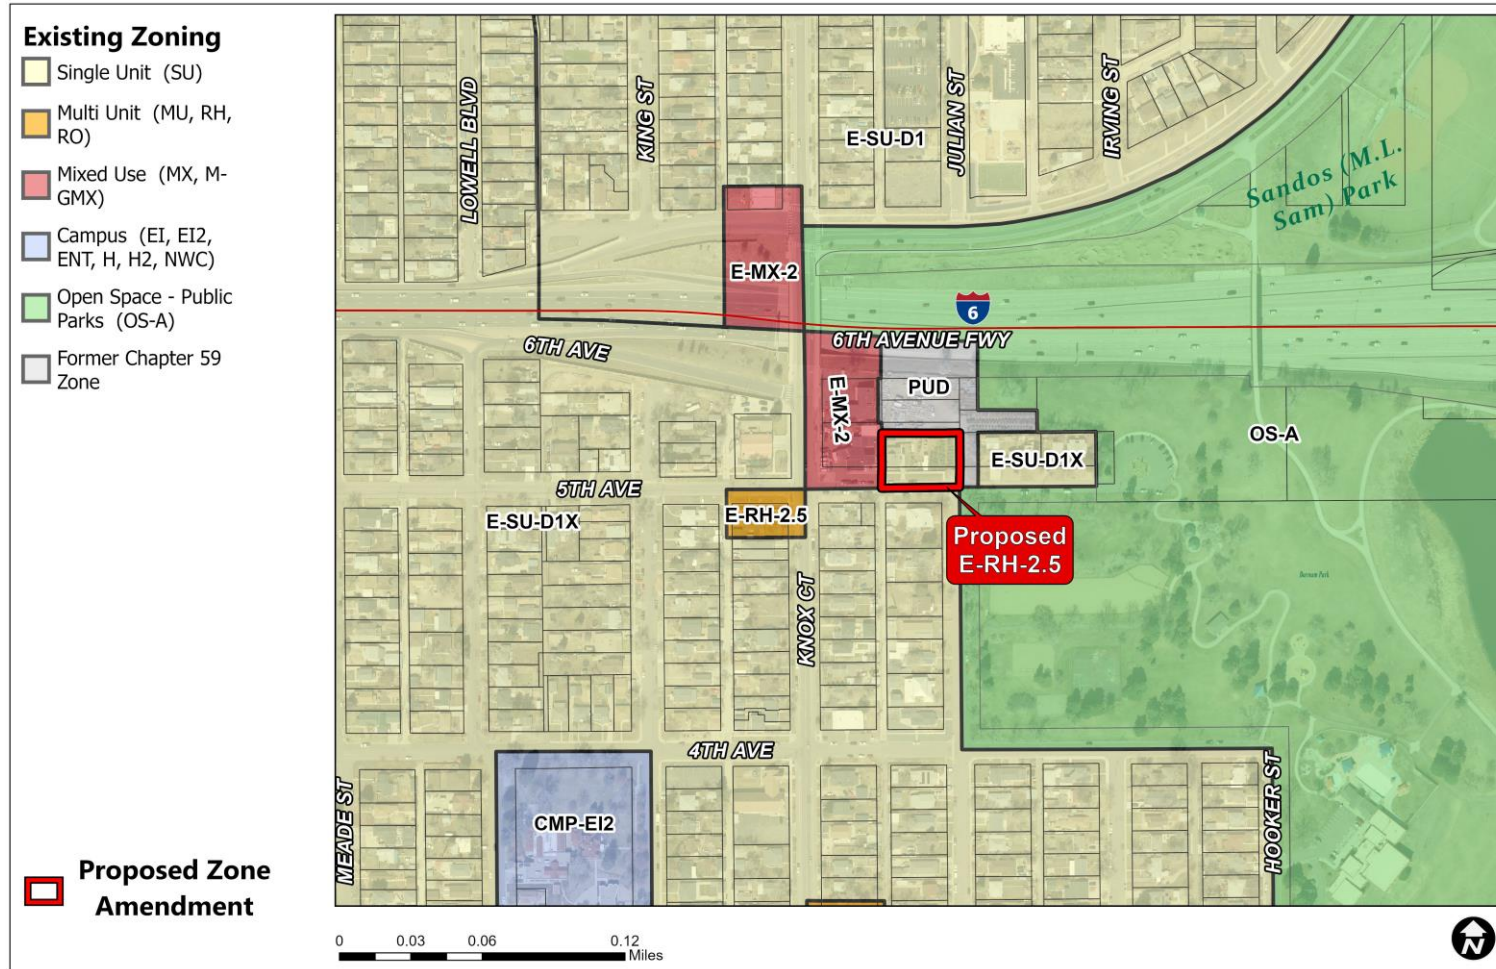 Existing Zoning
Single Unit (SU)
Multi Unit (MU, RH,
RO)
Mixed Use (MX, M-
GMX)
Campus (EI, EI2,
ENT, H, H2, NWC)
Open Space - Public
Parks (OS-A)
Former Chapter 59
Zone
Proposed Zone
Amendment
LOWELL BLVD
KING ST
E-SU-D1
JULIAN ST
IRVING ST
Sandos (M.L.
Sam) Park
E-MX-2
6
6TH AVENUE FWY
6TH AVE
E-MX-2
PUD
OS-A
E-SU-D1X
5TH AVE
E-SU-D1X
E-RH-2.5
Proposed
E-RH-2.5
Barnum Park
KNOX CT
4TH AVE
MEADE ST
CMP-EI2
HOOKER ST
0 0.03 0.06 0.12
Miles
N